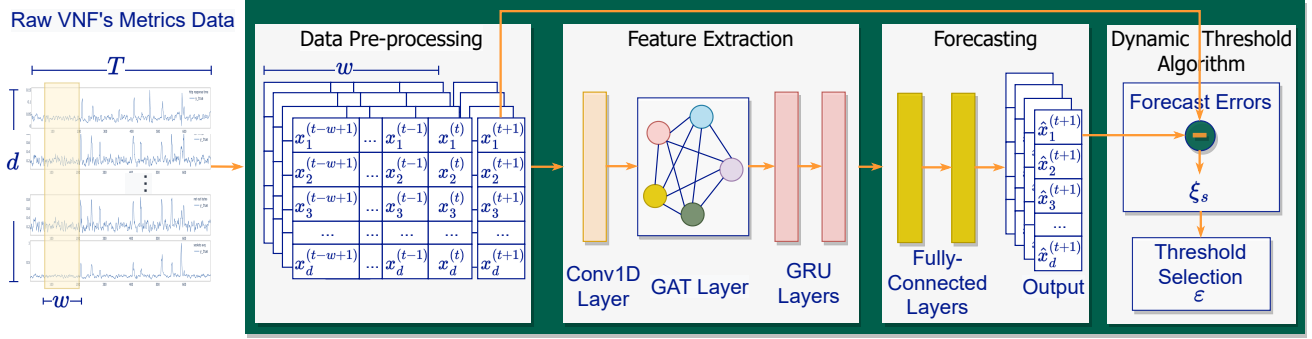 Raw VNF's Metrics Data
T
d
w
Data Pre-processing
w
x_1^{(t-w+1)} ... x_1^{(t-1)} x_1^{(t)} x_1^{(t+1)}
x_2^{(t-w+1)} ... x_2^{(t-1)} x_2^{(t)} x_2^{(t+1)}
x_3^{(t-w+1)} ... x_3^{(t-1)} x_3^{(t)} x_3^{(t+1)}
... ... ... ... ...
x_d^{(t-w+1)} ... x_d^{(t-1)} x_d^{(t)} x_d^{(t+1)}
Feature Extraction
Conv1D
Layer
GAT Layer
GRU
Layers
Forecasting
Fully-
Connected
Layers
x̂_1^{(t+1)}
x̂_2^{(t+1)}
x̂_3^{(t+1)}
...
x̂_d^{(t+1)}
Output
Dynamic Threshold
Algorithm
Forecast Errors
ξ_s
Threshold
Selection
ε